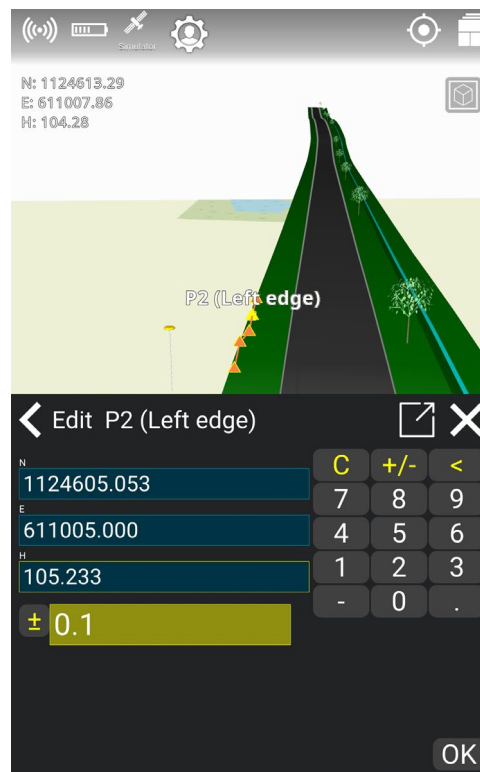 Simulator
N: 1124613.29
E: 611007.86
H: 104.28
P2 (Left edge)
Edit P2 (Left edge)
N
1124605.053
E
611005.000
H
105.233
± 0.1
C +/- <
7 8 9
4 5 6
1 2 3
- 0 .
OK